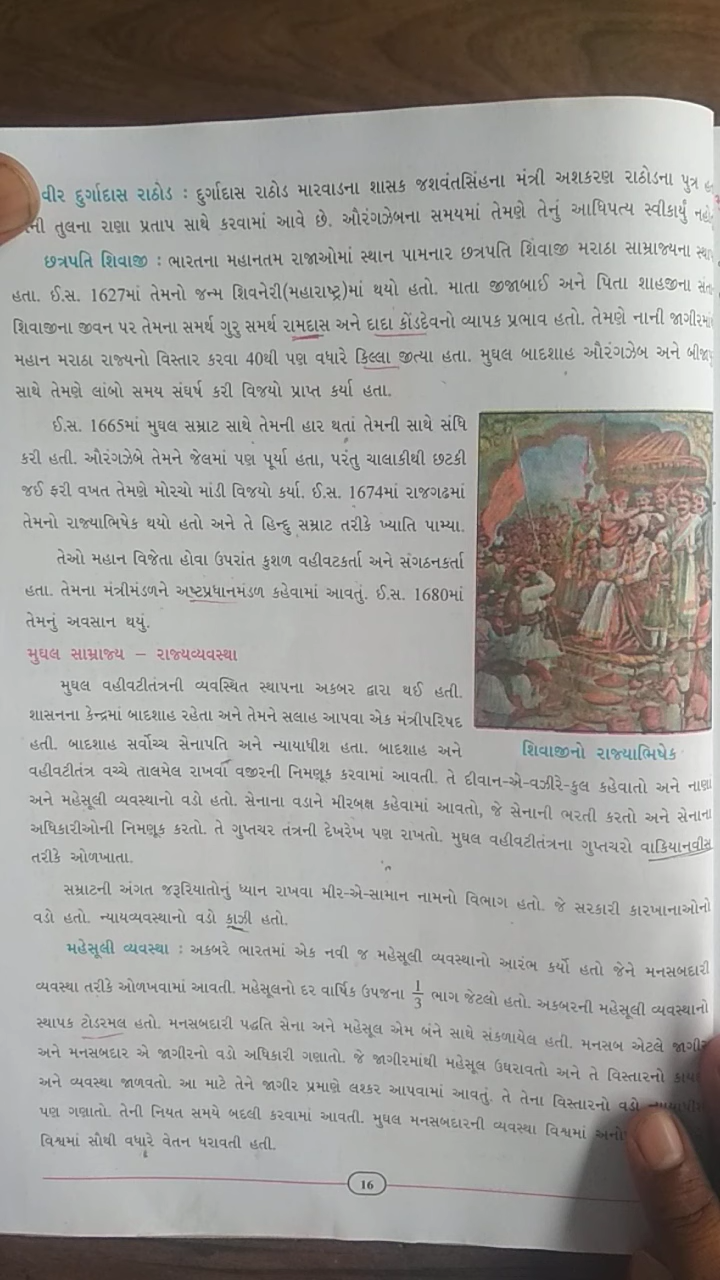 વીર દુર્ગાદાસ રાઠોડ : દુર્ગાદાસ રાઠોડ મારવાડના શાસક જશવંતસિંહના મંત્રી અશકરણ રાઠોડના પુત્ર
તુલના રાણા પ્રતાપ સાથે કરવામાં આવે છે. ઔરંગઝેબના સમયમાં તેમણે તેનું આધિપત્ય સ્વીકાર્યું
છત્રપતિ શિવાજી : ભારતના મહાનતમ રાજાઓમાં સ્થાન પામનાર છત્રપતિ શિવાજી મરાઠા સામ્રાજ્યના
હતા. ઈ.સ. 1627માં તેમનો જન્મ શિવનેરી(મહારાષ્ટ્ર)માં થયો હતો. માતા જીજાબાઈ અને પિતા શાહજીના
શિવાજીના જીવન પર તેમના સમર્થ ગુરુ સમર્થ રામદાસ અને દાદા કોંડદેવનો વ્યાપક પ્રભાવ હતો. તેમણે નાની
મહાન મરાઠા રાજ્યનો વિસ્તાર કરવા 40થી પણ વધારે કિલ્લા જીત્યા હતા. મુઘલ બાદશાહ ઔરંગઝેબ અને
સાથે તેમણે લાંબો સમય સંઘર્ષ કરી વિજયો પ્રાપ્ત કર્યા હતા.
ઈ.સ. 1665માં મુઘલ સમ્રાટ સાથે તેમની હાર થતાં તેમની સાથે સંધિ
કરી હતી. ઔરંગઝેબે તેમને જેલમાં પણ પૂર્યા હતા, પરંતુ ચાલાકીથી છટકી
જઈ ફરી વખત તેમણે મોરચો માંડી વિજયો કર્યા. ઈ.સ. 1674માં રાજગઢમાં
તેમનો રાજ્યાભિષેક થયો હતો અને તે હિન્દુ સમ્રાટ તરીકે ખ્યાતિ પામ્યા.
તેઓ મહાન વિજેતા હોવા ઉપરાંત કુશળ વહીવટકર્તા અને સંગઠનકર્તા
હતા. તેમના મંત્રીમંડળને અષ્ટપ્રધાનમંડળ કહેવામાં આવતું. ઈ.સ. 1680માં
તેમનું અવસાન થયું.
મુઘલ સામ્રાજ્ય – રાજ્યવ્યવસ્થા
મુઘલ વહીવટીતંત્રની વ્યવસ્થિત સ્થાપના અકબર દ્વારા થઈ હતી.
શાસનના કેન્દ્રમાં બાદશાહ રહેતા અને તેમને સલાહ આપવા એક મંત્રીપરિષદ
હતી. બાદશાહ સર્વોચ્ચ સેનાપતિ અને ન્યાયાધીશ હતા. બાદશાહ અને
શિવાજીનો રાજ્યાભિષેક
વહીવટીતંત્ર વચ્ચે તાલમેલ રાખવા વજીરની નિમણૂક કરવામાં આવતી. તે દીવાન-એ-વઝીરે-કુલ કહેવાતો અને નાણાં
અને મહેસૂલી વ્યવસ્થાનો વડો હતો. સેનાના વડાને મીરબક્ષ કહેવામાં આવતો, જે સેનાની ભરતી કરતો અને સેનાના
અધિકારીઓની નિમણૂક કરતો. તે ગુપ્તચર તંત્રની દેખરેખ પણ રાખતો. મુઘલ વહીવટીતંત્રના ગુપ્તચરો વાકિયાનવીસ
તરીકે ઓળખાતા.
સમ્રાટની અંગત જરૂરિયાતોનું ધ્યાન રાખવા મીર-એ-સામાન નામનો વિભાગ હતો. જે સરકારી કારખાનાઓનો
વડો હતો. ન્યાયવ્યવસ્થાનો વડો કાઝી હતો.
મહેસૂલી વ્યવસ્થા : અકબરે ભારતમાં એક નવી જ મહેસૂલી વ્યવસ્થાનો આરંભ કર્યો હતો જેને મનસબદારી
વ્યવસ્થા તરીકે ઓળખવામાં આવતી. મહેસૂલનો દર વાર્ષિક ઉપજના 1/3 ભાગ જેટલો હતો. અકબરની મહેસૂલી વ્યવસ્થાનો
સ્થાપક ટોડરમલ હતો. મનસબદારી પદ્ધતિ સેના અને મહેસૂલ એમ બંને સાથે સંકળાયેલ હતી. મનસબ એટલે જાગીર
અને મનસબદાર એ જાગીરનો વડો અધિકારી ગણાતો. જે જાગીરમાંથી મહેસૂલ ઉઘરાવતો અને તે વિસ્તારનો
અને વ્યવસ્થા જાળવતો. આ માટે તેને જાગીર પ્રમાણે લશ્કર આપવામાં આવતું. તે તેના વિસ્તારનો વડો
પણ ગણાતો. તેની નિયત સમયે બદલી કરવામાં આવતી. મુઘલ મનસબદારની વ્યવસ્થા વિશ્વમાં
વિશ્વમાં સૌથી વધારે વેતન ધરાવતી હતી.
16